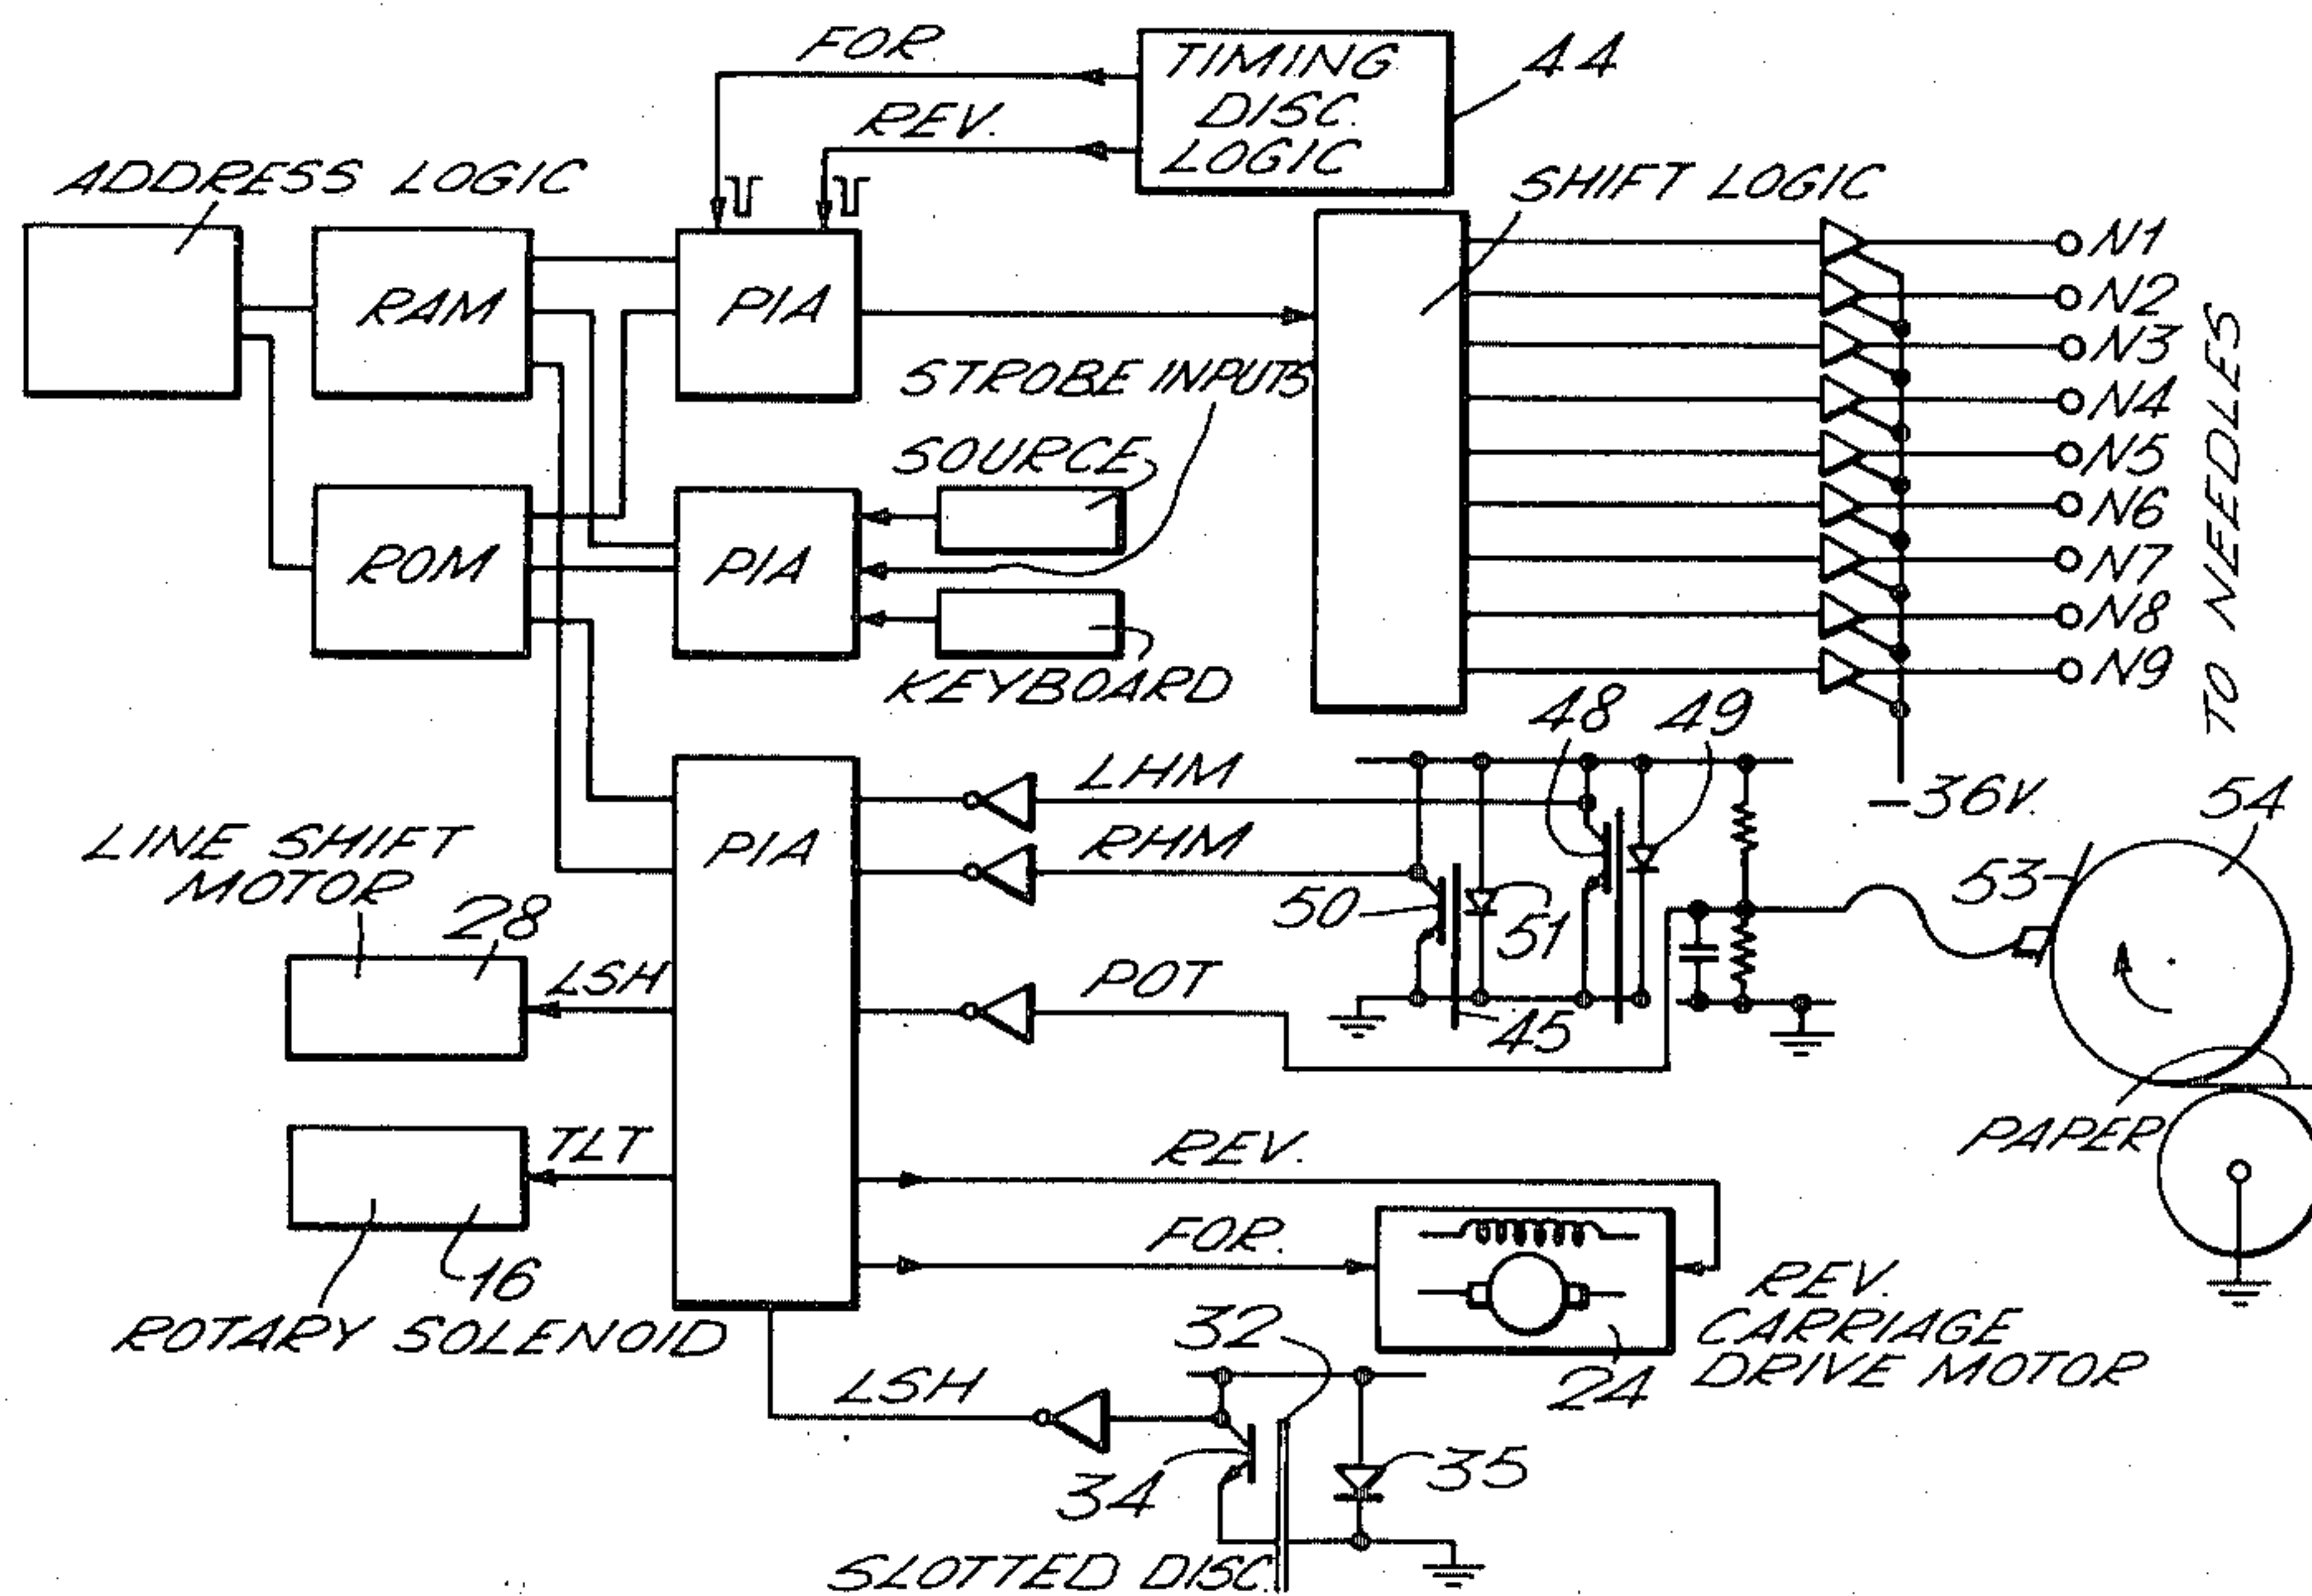 FOR.
REV.
TIMING
DISC.
LOGIC
44
ADDRESS LOGIC
SHIFT LOGIC
RAM
PIA
N1
N2
N3
N4
N5
N6
N7
N8
N9
TO NEEDLES
STROBE INPUTS
SOURCE
ROM
PIA
KEYBOARD
48
49
-36V.
54
LHM
RHM
POT
PIA
LINE SHIFT
MOTOR
28
LSH
50
51
45
53
PAPER
TLT
REV.
FOR.
16
ROTARY SOLENOID
REV.
CARRIAGE
DRIVE MOTOR
24
32
LSH
34
35
SLOTTED DISC.